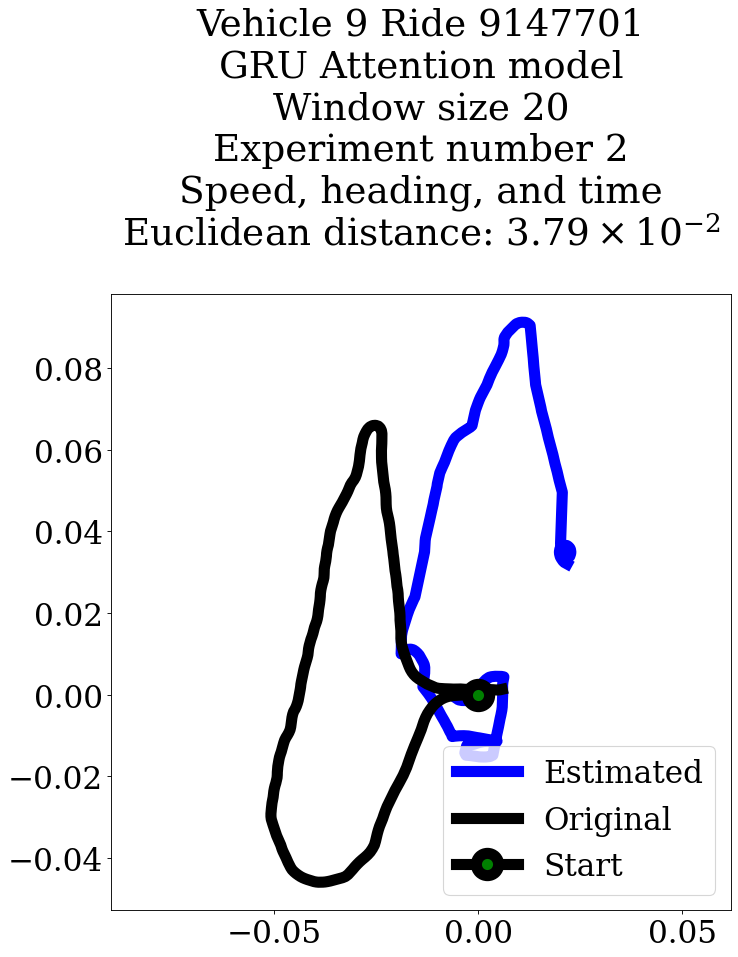 Vehicle 9 Ride 9147701
GRU Attention model
Window size 20
Experiment number 2
Speed, heading, and time
Euclidean distance: 3.79 × 10⁻²
0.08
0.06
0.04
0.02
0.00
−0.02
−0.04
−0.05
0.00
0.05
Estimated
Original
Start